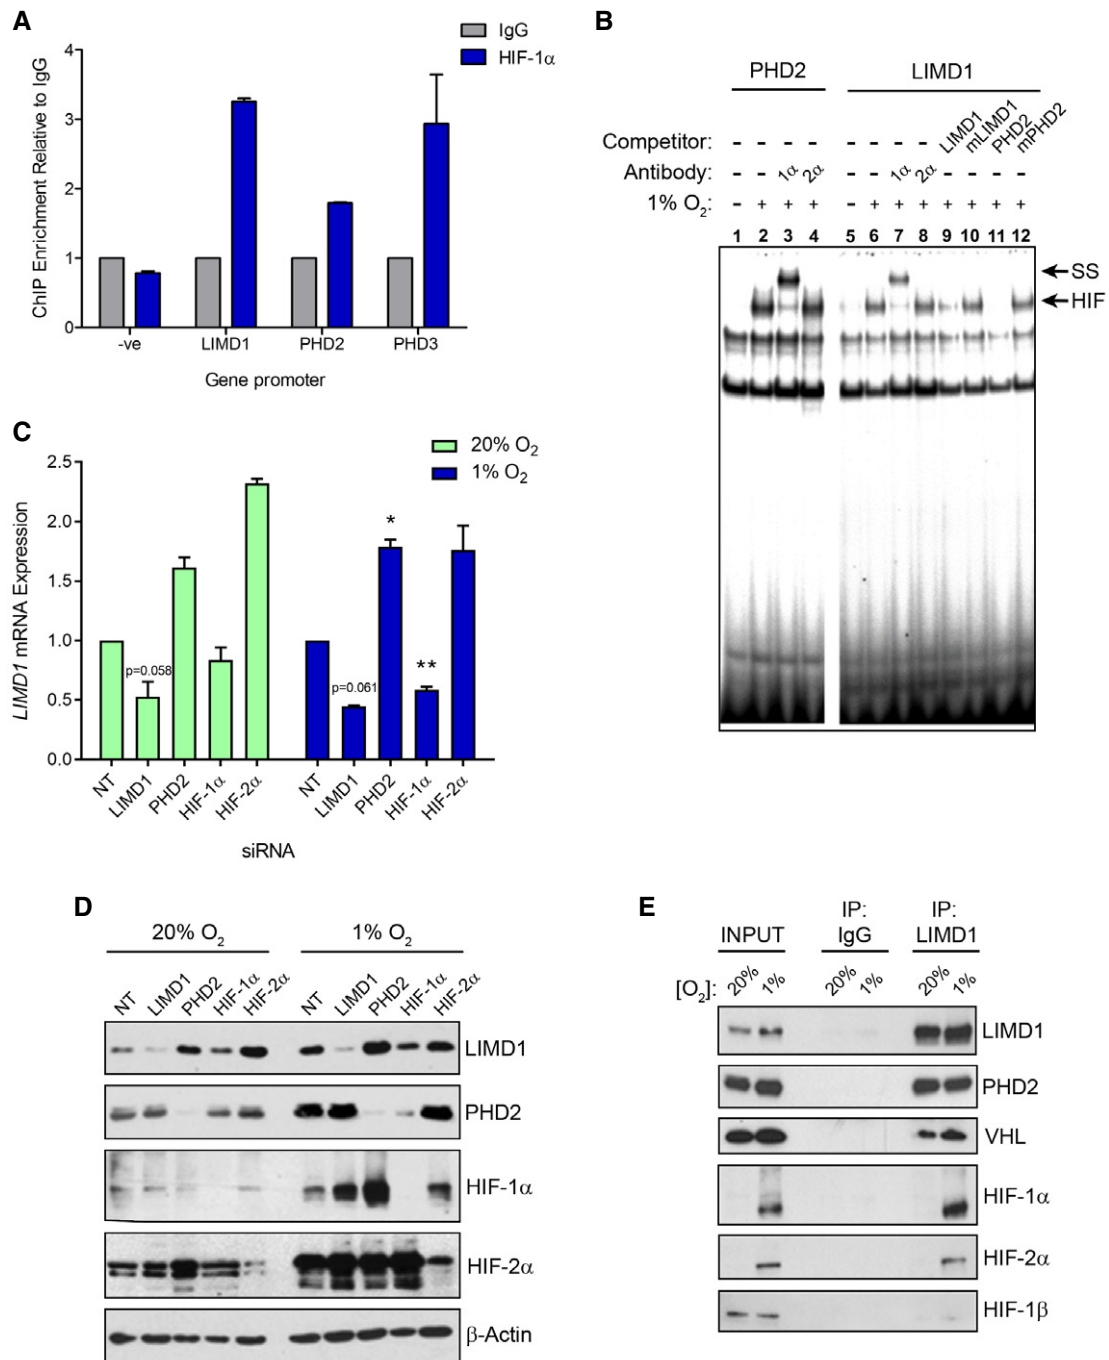 A
ChIP Enrichment Relative to IgG
4
3
2
1
0
IgG
HIF-1α
-ve LIMD1 PHD2 PHD3
Gene promoter
B
PHD2 LIMD1
Competitor: - - - - - - - - LIMD1 mLIMD1 PHD2 mPHD2
Antibody: - - 1α 2α - - 1α 2α - - - -
1% O2: - + + + - + + + + + + +
1 2 3 4 5 6 7 8 9 10 11 12
SS
HIF
C
20% O2
1% O2
LIMD1 mRNA Expression
2.5
2.0
1.5
1.0
0.5
0.0
p=0.058
p=0.061
*
**
NT LIMD1 PHD2 HIF-1α HIF-2α NT LIMD1 PHD2 HIF-1α HIF-2α
siRNA
D
20% O2 1% O2
NT LIMD1 PHD2 HIF-1α HIF-2α NT LIMD1 PHD2 HIF-1α HIF-2α
LIMD1
PHD2
HIF-1α
HIF-2α
β-Actin
E
INPUT IP: IgG IP: LIMD1
[O2]: 20% 1% 20% 1% 20% 1%
LIMD1
PHD2
VHL
HIF-1α
HIF-2α
HIF-1β